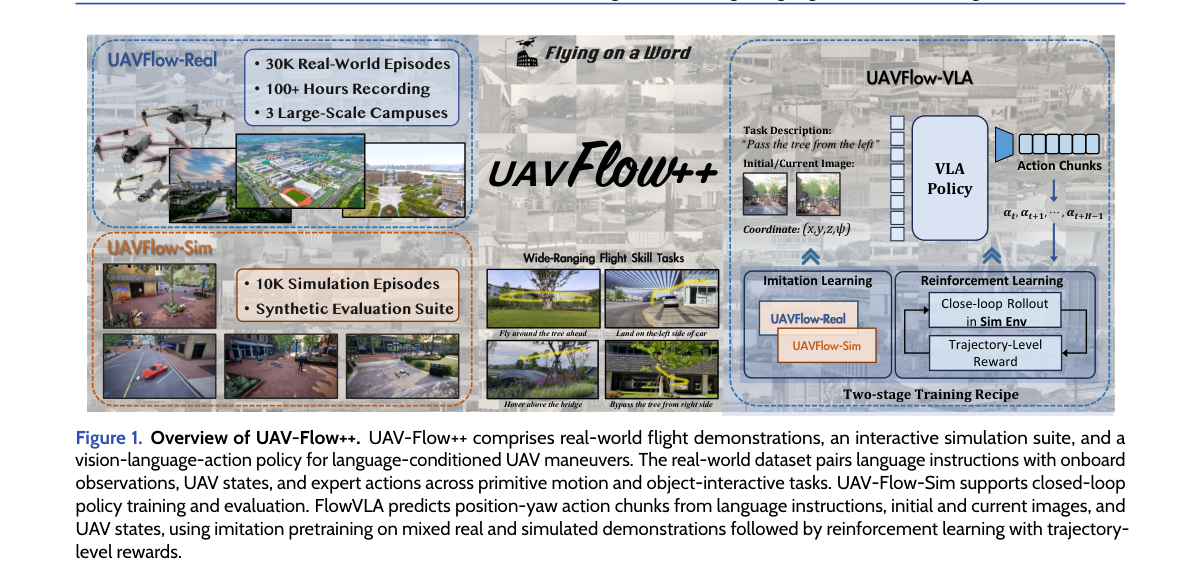 UAVFlow-Real
• 30K Real-World Episodes
• 100+ Hours Recording
• 3 Large-Scale Campuses
UAVFlow-Sim
• 10K Simulation Episodes
• Synthetic Evaluation Suite
Flying on a Word
UAVFlow++
Wide-Ranging Flight Skill Tasks
Fly around the tree ahead
Land on the left side of car
Hover above the bridge
Bypass the tree from right side
UAVFlow-VLA
Task Description:
"Pass the tree from the left"
Initial/Current Image:
Coordinate: (x,y,z,ψ)
VLA
Policy
Action Chunks
a_t, a_{t+1}, ⋯, a_{t+H−1}
Imitation Learning
UAVFlow-Real
UAVFlow-Sim
Reinforcement Learning
Close-loop Rollout
in Sim Env
Trajectory-Level
Reward
Two-stage Training Recipe
Figure 1. Overview of UAV-Flow++. UAV-Flow++ comprises real-world flight demonstrations, an interactive simulation suite, and a
vision-language-action policy for language-conditioned UAV maneuvers. The real-world dataset pairs language instructions with onboard
observations, UAV states, and expert actions across primitive motion and object-interactive tasks. UAV-Flow-Sim supports closed-loop
policy training and evaluation. FlowVLA predicts position-yaw action chunks from language instructions, initial and current images, and
UAV states, using imitation pretraining on mixed real and simulated demonstrations followed by reinforcement learning with trajectory-
level rewards.